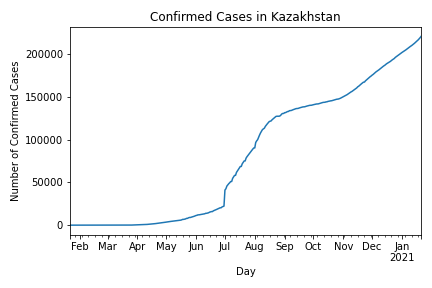 Confirmed Cases in Kazakhstan
Number of Confirmed Cases
200000
150000
100000
50000
0
Feb Mar Apr May Jun Jul Aug Sep Oct Nov Dec Jan
2021
Day